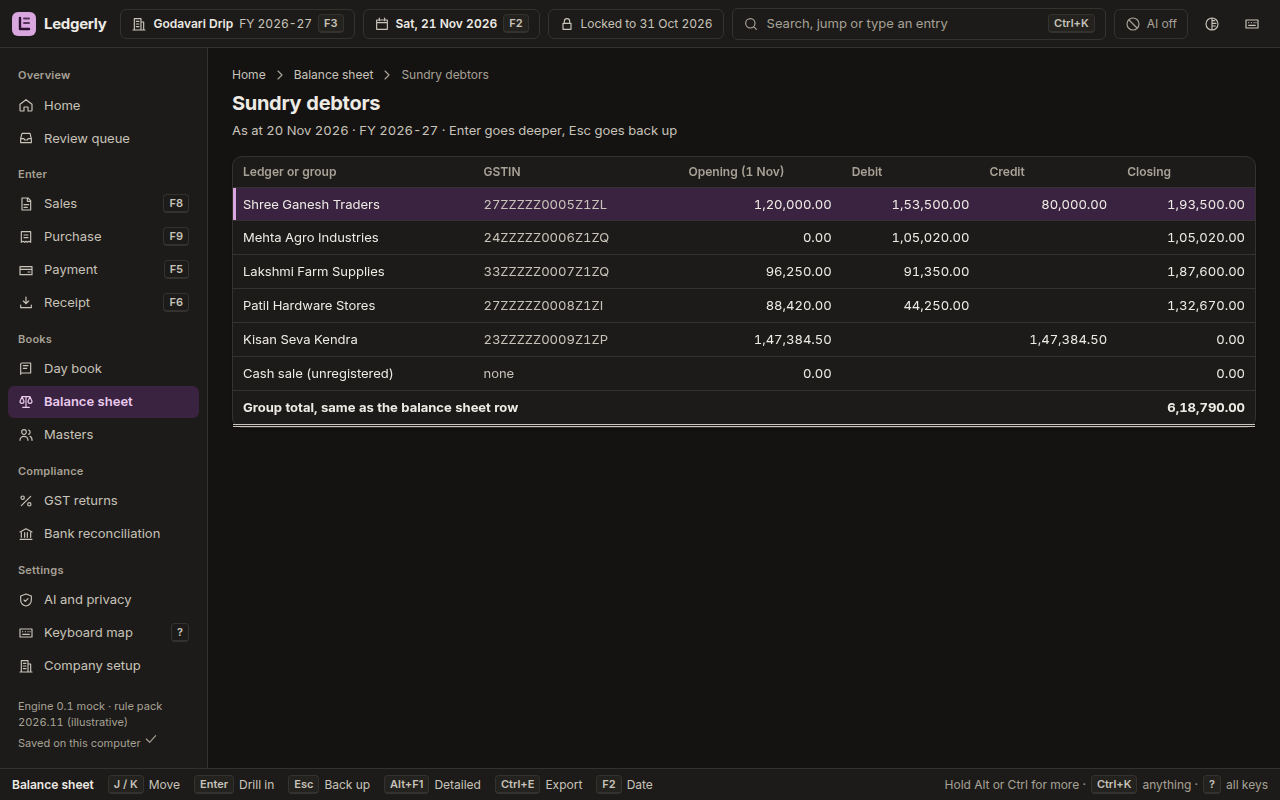 Ledgerly
Godavari Drip FY 2026-27 F3
Sat, 21 Nov 2026 F2
Locked to 31 Oct 2026
Search, jump or type an entry Ctrl+K
AI off
Overview
Home
Review queue
Enter
Sales F8
Purchase F9
Payment F5
Receipt F6
Books
Day book
Balance sheet
Masters
Compliance
GST returns
Bank reconciliation
Settings
AI and privacy
Keyboard map ?
Company setup
Engine 0.1 mock · rule pack
2026.11 (illustrative)
Saved on this computer
Home > Balance sheet > Sundry debtors
Sundry debtors
As at 20 Nov 2026 · FY 2026-27 · Enter goes deeper, Esc goes back up
Ledger or group GSTIN Opening (1 Nov) Debit Credit Closing
Shree Ganesh Traders 27ZZZZZ0005Z1ZL 1,20,000.00 1,53,500.00 80,000.00 1,93,500.00
Mehta Agro Industries 24ZZZZZ0006Z1ZQ 0.00 1,05,020.00 1,05,020.00
Lakshmi Farm Supplies 33ZZZZZ0007Z1ZQ 96,250.00 91,350.00 1,87,600.00
Patil Hardware Stores 27ZZZZZ0008Z1ZI 88,420.00 44,250.00 1,32,670.00
Kisan Seva Kendra 23ZZZZZ0009Z1ZP 1,47,384.50 1,47,384.50 0.00
Cash sale (unregistered) none 0.00 0.00
Group total, same as the balance sheet row 6,18,790.00
Balance sheet J / K Move Enter Drill in Esc Back up Alt+F1 Detailed Ctrl+E Export F2 Date
Hold Alt or Ctrl for more · Ctrl+K anything · ? all keys